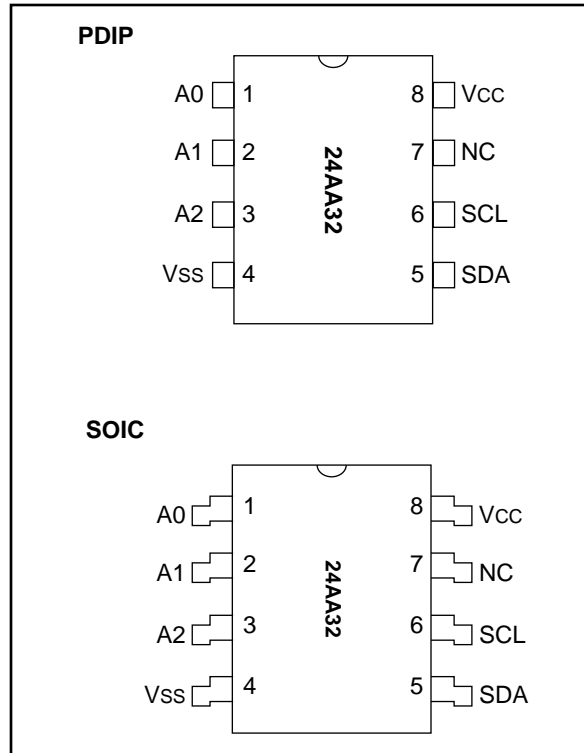 PDIP
A0 1 8 VCC
A1 2 7 NC
A2 3 6 SCL
VSS 4 5 SDA
24AA32
SOIC
A0 1 8 VCC
A1 2 7 NC
A2 3 6 SCL
VSS 4 5 SDA
24AA32